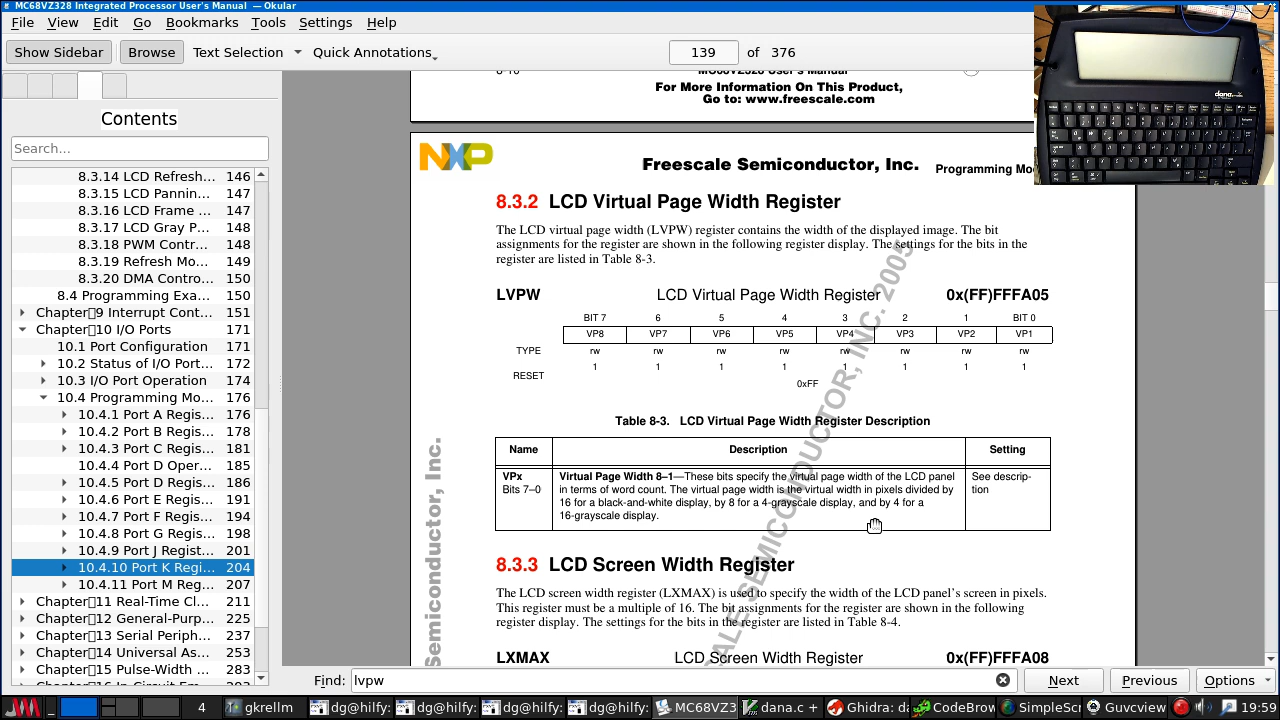 MC68VZ328 Integrated Processor User's Manual — Okular
File View Edit Go Bookmarks Tools Settings Help
Show Sidebar Browse Text Selection Quick Annotations 139 of 376
Contents
Search...
8.3.14 LCD Refresh... 146
8.3.15 LCD Pannin... 147
8.3.16 LCD Frame ... 147
8.3.17 LCD Gray P... 148
8.3.18 PWM Contr... 148
8.3.19 Refresh Mo... 149
8.3.20 DMA Contro... 150
8.4 Programming Exa... 150
Chapter 9 Interrupt Cont... 151
Chapter 10 I/O Ports 171
10.1 Port Configuration 171
10.2 Status of I/O Port... 172
10.3 I/O Port Operation 174
10.4 Programming Mo... 176
10.4.1 Port A Regis... 176
10.4.2 Port B Regis... 178
10.4.3 Port C Regis... 181
10.4.4 Port D Oper... 185
10.4.5 Port D Regis... 186
10.4.6 Port E Regis... 191
10.4.7 Port F Regis... 194
10.4.8 Port G Regis... 198
10.4.9 Port J Regist... 201
10.4.10 Port K Regi... 204
10.4.11 Port M Reg... 207
Chapter 11 Real-Time Cl... 211
Chapter 12 General-Purp... 225
Chapter 13 Serial Periph... 237
Chapter 14 Universal As... 253
Chapter 15 Pulse-Width ... 283
8-10 MC68VZ328 User's Manual
For More Information On This Product,
Go to: www.freescale.com
NXP
Freescale Semiconductor, Inc.
Programming Mo
8.3.2 LCD Virtual Page Width Register
The LCD virtual page width (LVPW) register contains the width of the displayed image. The bit
assignments for the register are shown in the following register display. The settings for the bits in the
register are listed in Table 8-3.
LVPW LCD Virtual Page Width Register 0x(FF)FFFA05
BIT 7 6 5 4 3 2 1 BIT 0
VP8 VP7 VP6 VP5 VP4 VP3 VP2 VP1
TYPE rw rw rw rw rw rw rw rw
1 1 1 1 1 1 1 1
RESET
0xFF
Table 8-3. LCD Virtual Page Width Register Description
Name Description Setting
VPx
Bits 7–0
Virtual Page Width 8–1—These bits specify the virtual page width of the LCD panel
in terms of word count. The virtual page width is the virtual width in pixels divided by
16 for a black-and-white display, by 8 for a 4-grayscale display, and by 4 for a
16-grayscale display.
See descrip-
tion
8.3.3 LCD Screen Width Register
The LCD screen width register (LXMAX) is used to specify the width of the LCD panel's screen in pixels.
This register must be a multiple of 16. The bit assignments for the register are shown in the following
register display. The settings for the bits in the register are listed in Table 8-4.
LXMAX LCD Screen Width Register 0x(FF)FFFA08
Semiconductor, Inc.
ALE SEMICONDUCTOR, INC. 2005
dana
Find: lvpw Next Previous Options
4 gkrellm dg@hilfy: dg@hilfy: dg@hilfy: dg@hilfy: MC68VZ3 dana.c + Ghidra: da CodeBrow SimpleScr Guvcview 19:59